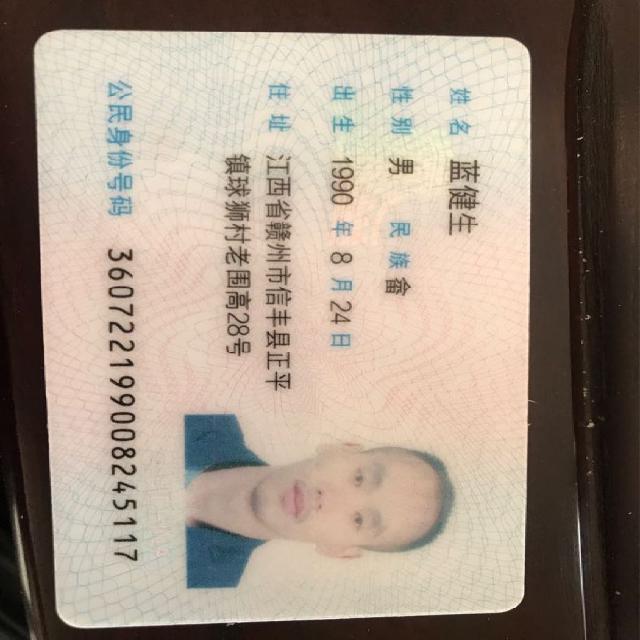 姓名 蓝健生
性别 男 民族 畲
出生 1990 年 8 月 24 日
住址 江西省赣州市信丰县正平
镇球狮村老围高28号
公民身份号码 360722199008245117